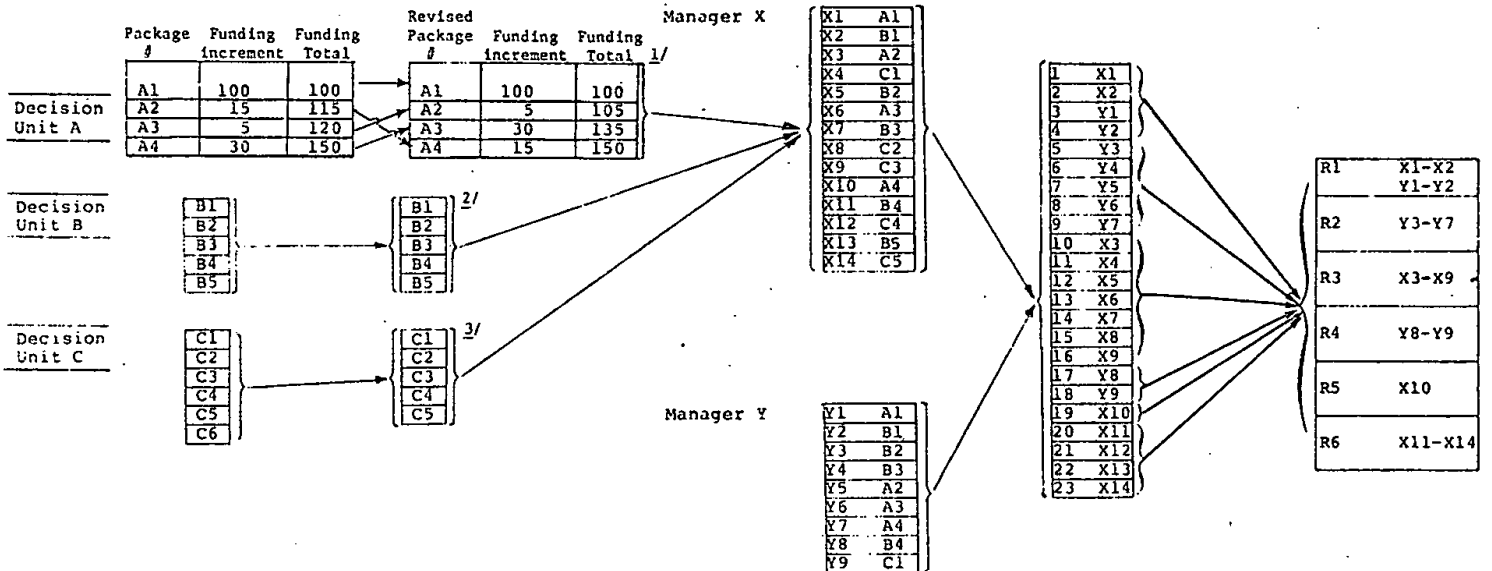 Package Funding Funding
# increment Total
Decision
Unit A
A1 100 100
A2 15 115
A3 5 120
A4 30 150
Revised
Package Funding Funding
# increment Total 1/
A1 100 100
A2 5 105
A3 30 135
A4 15 150
Decision
Unit B
B1
B2
B3
B4
B5
2/
B1
B2
B3
B4
B5
Decision
Unit C
C1
C2
C3
C4
C5
C6
3/
C1
C2
C3
C4
C5
Manager X
X1 A1
X2 B1
X3 A2
X4 C1
X5 B2
X6 A3
X7 B3
X8 C2
X9 C3
X10 A4
X11 B4
X12 C4
X13 B5
X14 C5
Manager Y
Y1 A1
Y2 B1
Y3 B2
Y4 B3
Y5 A2
Y6 A3
Y7 A4
Y8 B4
Y9 C1
1 X1
2 X2
3 Y1
4 Y2
5 Y3
6 Y4
7 Y5
8 Y6
9 Y7
10 X3
11 X4
12 X5
13 X6
14 X7
15 X8
16 X9
17 Y8
18 Y9
19 X10
20 X11
21 X12
22 X13
23 X14
R1 X1-X2
Y1-Y2
R2 Y3-Y7
R3 X3-X9
R4 Y8-Y9
R5 X10
R6 X11-X14